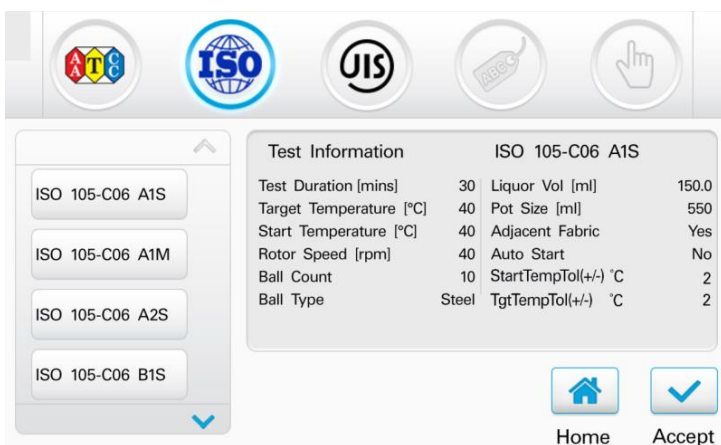 AATCC
ISO
JIS
ABC
Test Information ISO 105-C06 A1S
ISO 105-C06 A1S
ISO 105-C06 A1M
ISO 105-C06 A2S
ISO 105-C06 B1S
Test Duration [mins] 30
Target Temperature [°C] 40
Start Temperature [°C] 40
Rotor Speed [rpm] 40
Ball Count 10
Ball Type Steel
Liquor Vol [ml] 150.0
Pot Size [ml] 550
Adjacent Fabric Yes
Auto Start No
StartTempTol(+/-) °C 2
TgtTempTol(+/-) °C 2
Home
Accept